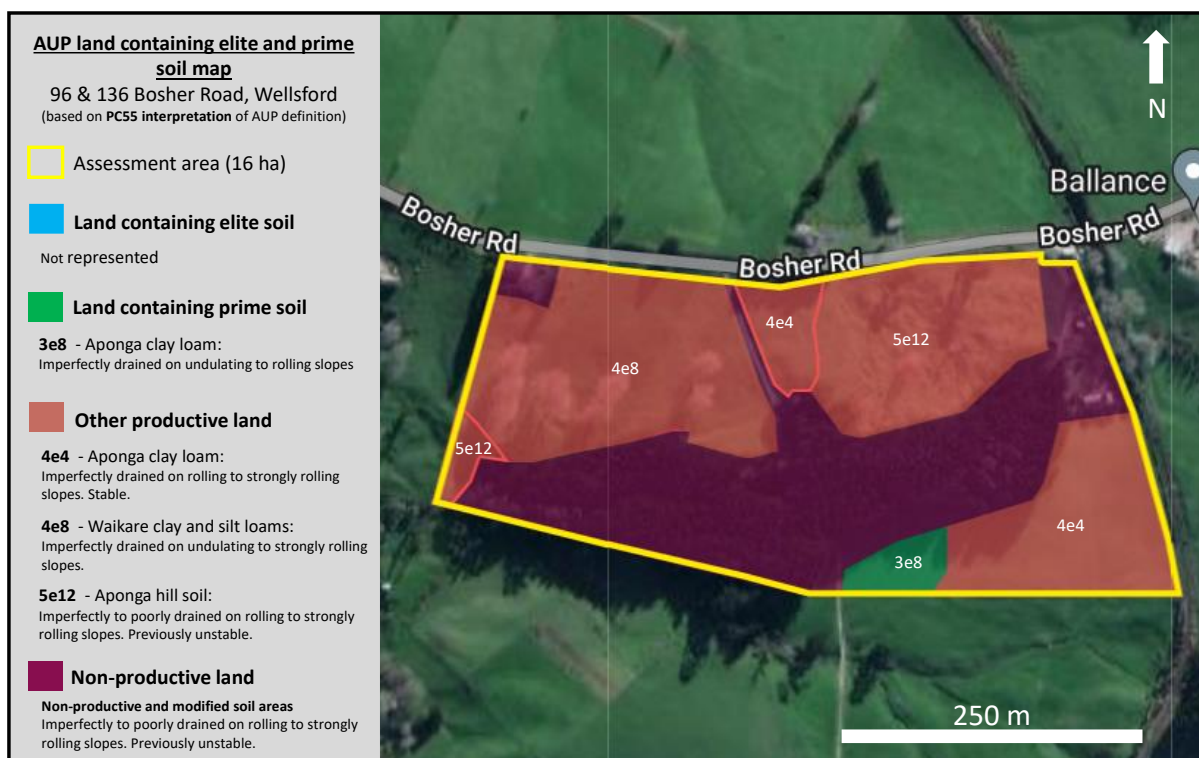 AUP land containing elite and prime
soil map
96 & 136 Bosher Road, Wellsford
(based on PC55 interpretation of AUP definition)
Assessment area (16 ha)
Land containing elite soil
Not represented
Land containing prime soil
3e8 - Aponga clay loam:
Imperfectly drained on undulating to rolling slopes
Other productive land
4e4 - Aponga clay loam:
Imperfectly drained on rolling to strongly rolling
slopes. Stable.
4e8 - Waikare clay and silt loams:
Imperfectly drained on undulating to strongly rolling
slopes.
5e12 - Aponga hill soil:
Imperfectly to poorly drained on rolling to strongly
rolling slopes. Previously unstable.
Non-productive land
Non-productive and modified soil areas
Imperfectly to poorly drained on rolling to strongly
rolling slopes. Previously unstable.
N
Ballance
Bosher Rd
Bosher Rd
Bosher Rd
4e4
5e12
4e8
5e12
4e4
3e8
250 m